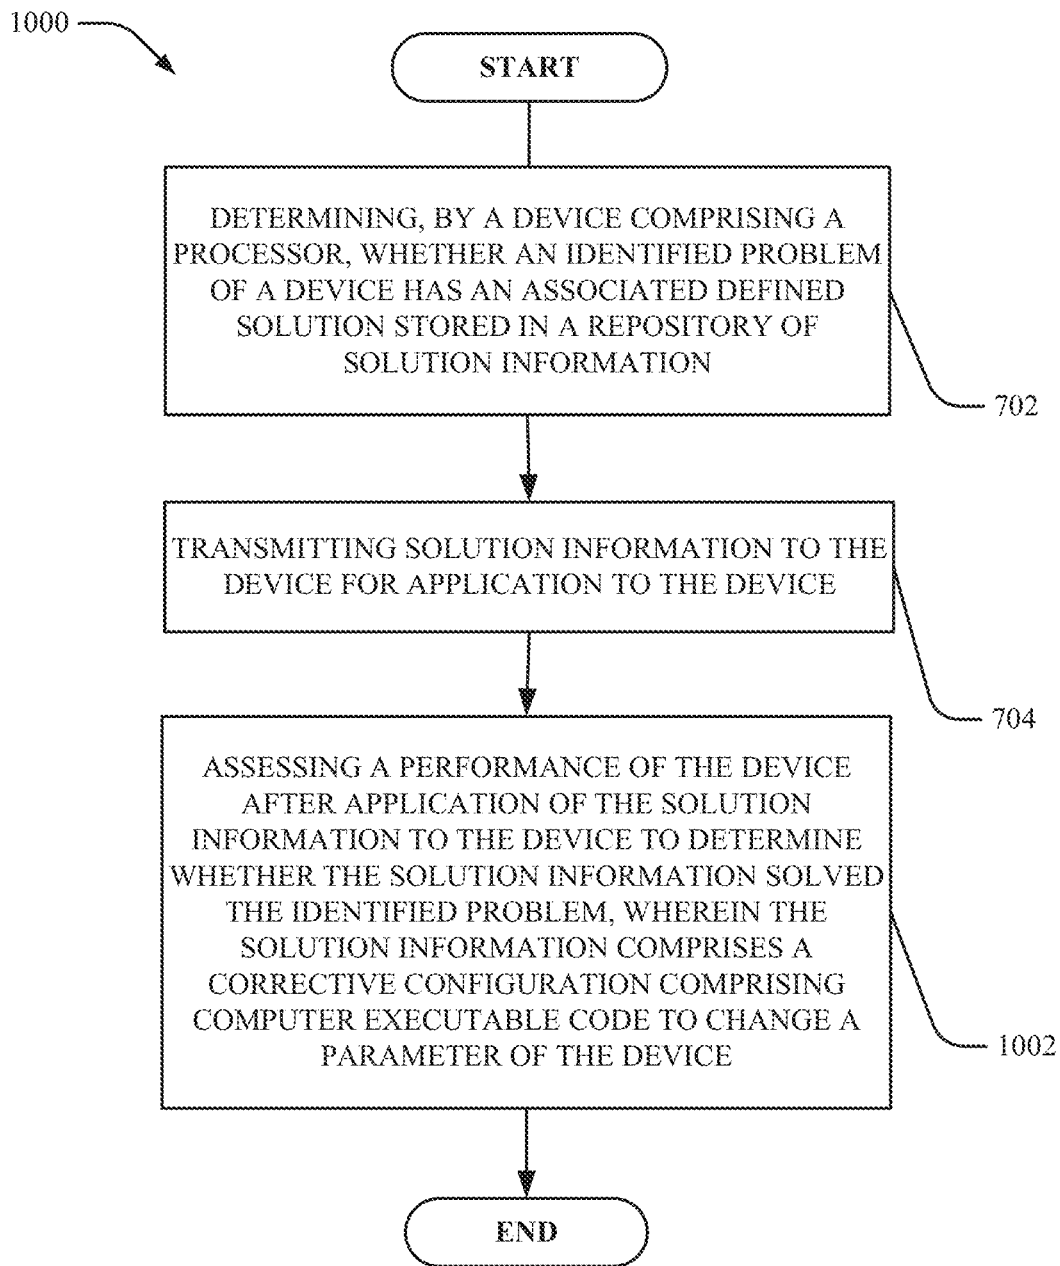 1000
START
DETERMINING, BY A DEVICE COMPRISING A
PROCESSOR, WHETHER AN IDENTIFIED PROBLEM
OF A DEVICE HAS AN ASSOCIATED DEFINED
SOLUTION STORED IN A REPOSITORY OF
SOLUTION INFORMATION
702
TRANSMITTING SOLUTION INFORMATION TO THE
DEVICE FOR APPLICATION TO THE DEVICE
704
ASSESSING A PERFORMANCE OF THE DEVICE
AFTER APPLICATION OF THE SOLUTION
INFORMATION TO THE DEVICE TO DETERMINE
WHETHER THE SOLUTION INFORMATION SOLVED
THE IDENTIFIED PROBLEM, WHEREIN THE
SOLUTION INFORMATION COMPRISES A
CORRECTIVE CONFIGURATION COMPRISING
COMPUTER EXECUTABLE CODE TO CHANGE A
PARAMETER OF THE DEVICE
1002
END